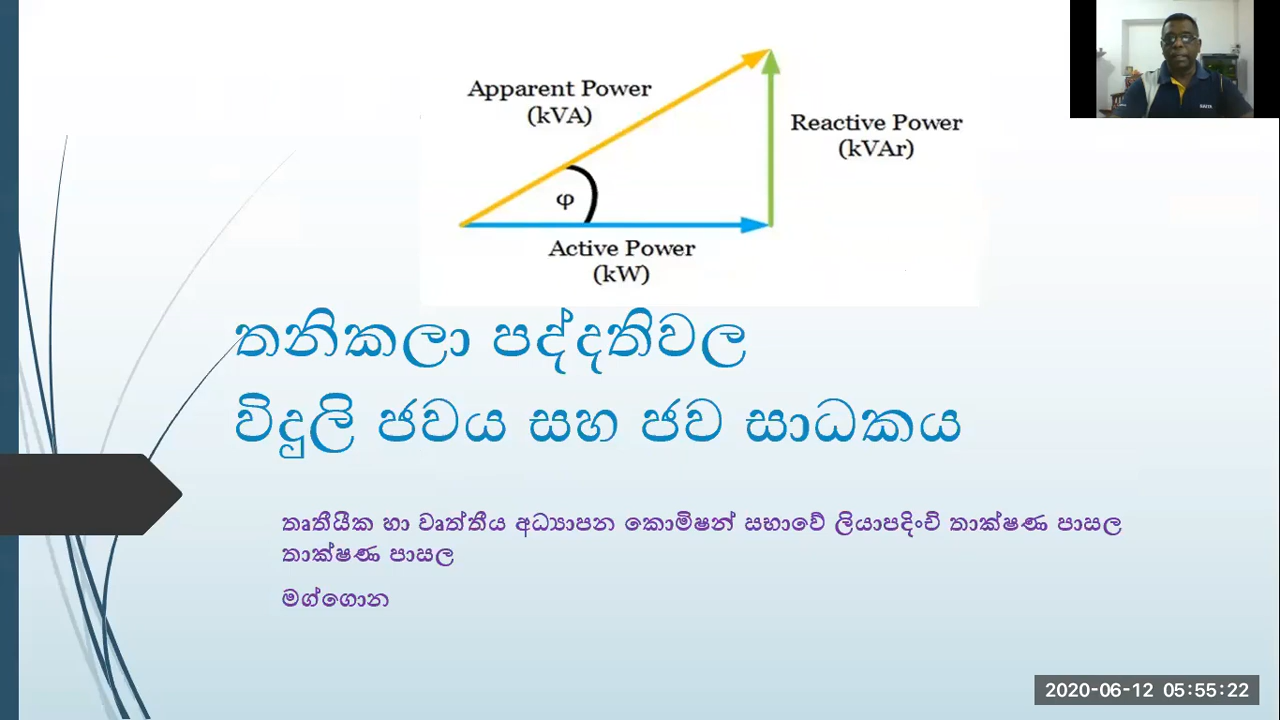 Apparent Power
(kVA)
Reactive Power
(kVAr)
φ
Active Power
(kW)
තනිකලා පද්දතිවල
විදුලි ජවය සහ ජව සාධකය
තෘතීයීක හා වෘත්තීය අධ්‍යාපන කොමිෂන් සභාවේ ලියාපදිංචි තාක්ෂණ පාසල
තාක්ෂණ පාසල
මග්ගොන
2020-06-12 05:55:22